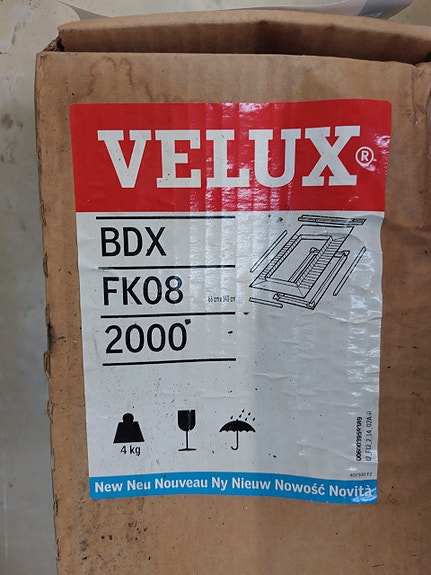 VELUX®
BDX
FK08
66 cm x 140 cm
2000
4 kg
New Neu Nouveau Ny Nieuw Nowość Novità